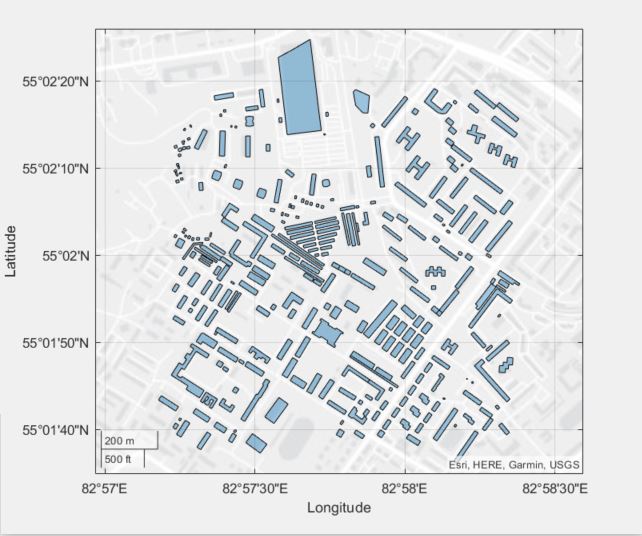 55°02'20"N
55°02'10"N
55°02'N
55°01'50"N
55°01'40"N
Latitude
200 m
500 ft
Esri, HERE, Garmin, USGS
82°57'E
82°57'30"E
82°58'E
82°58'30"E
Longitude